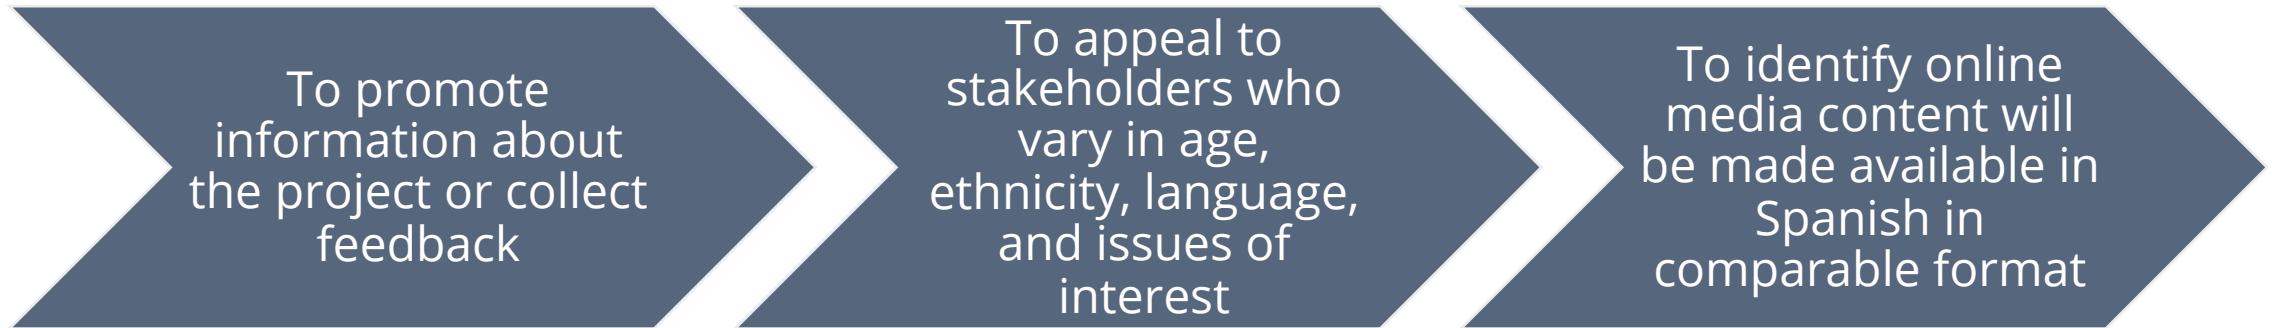 To promote
information about
the project or collect
feedback
To appeal to
stakeholders who
vary in age,
ethnicity, language,
and issues of
interest
To identify online
media content will
be made available in
Spanish in
comparable format